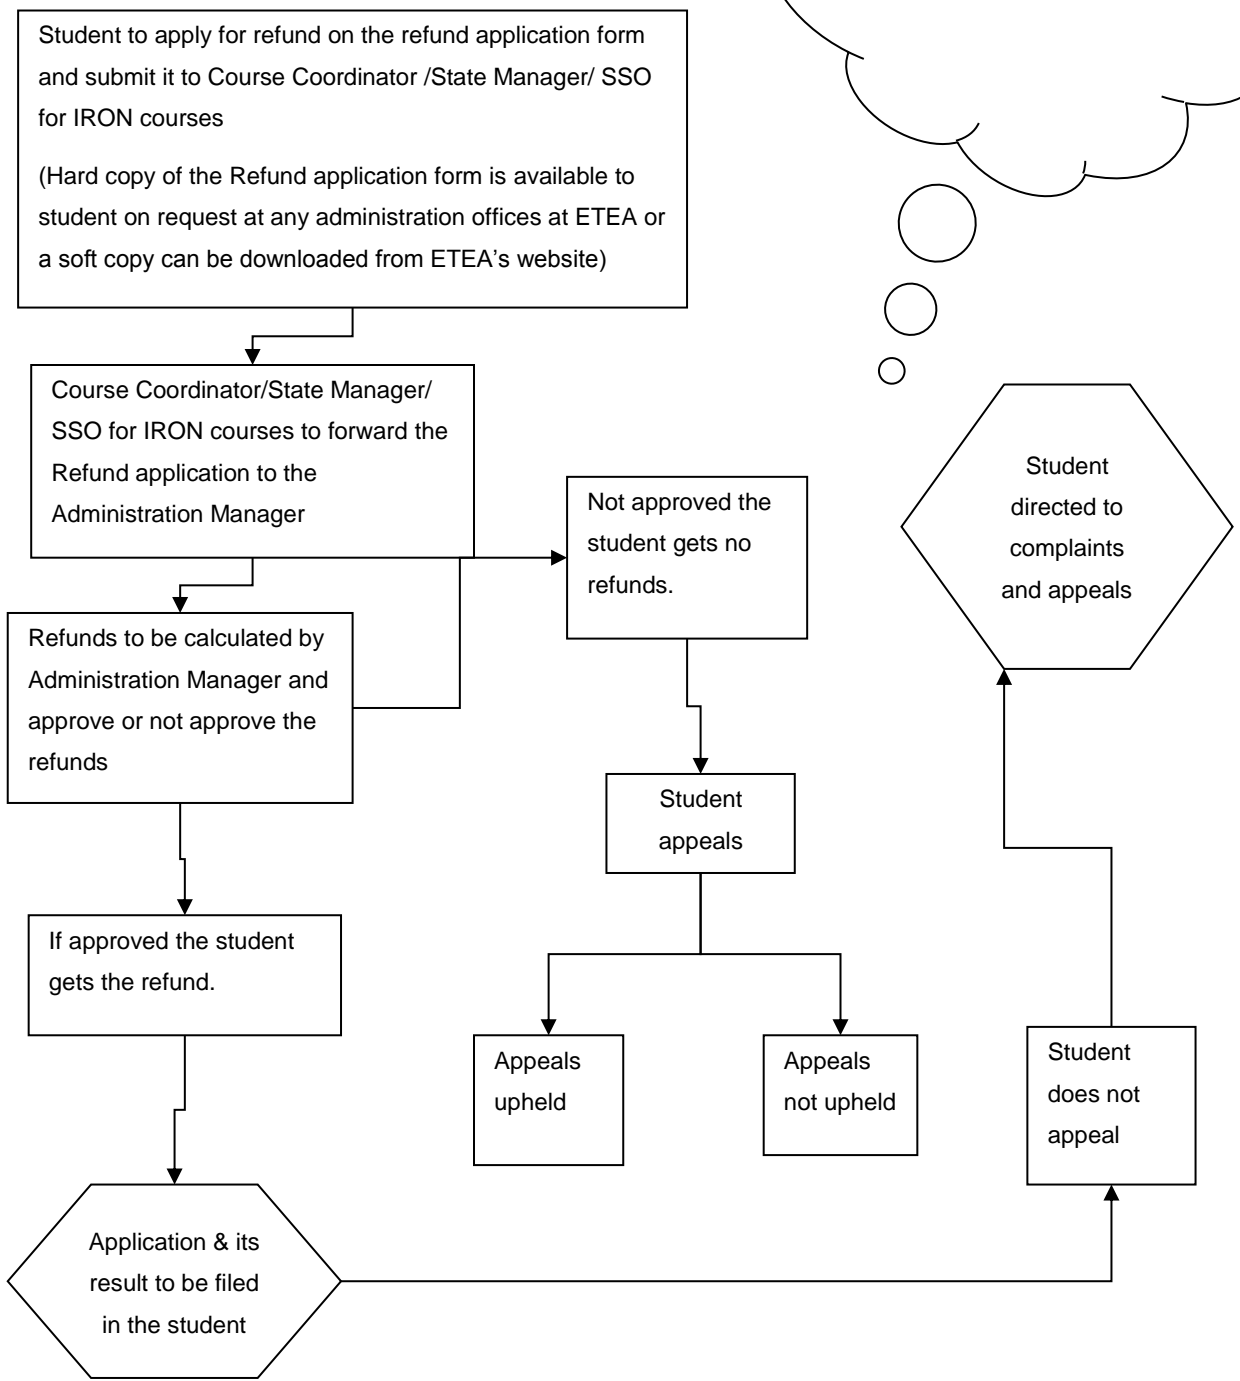 Student to apply for refund on the refund application form
and submit it to Course Coordinator /State Manager/ SSO
for IRON courses
(Hard copy of the Refund application form is available to
student on request at any administration offices at ETEA or
a soft copy can be downloaded from ETEA’s website)
Course Coordinator/State Manager/
SSO for IRON courses to forward the
Refund application to the
Administration Manager
Not approved the
student gets no
refunds.
Student
directed to
complaints
and appeals
Refunds to be calculated by
Administration Manager and
approve or not approve the
refunds
Student
appeals
If approved the student
gets the refund.
Appeals
upheld
Appeals
not upheld
Student
does not
appeal
Application & its
result to be filed
in the student